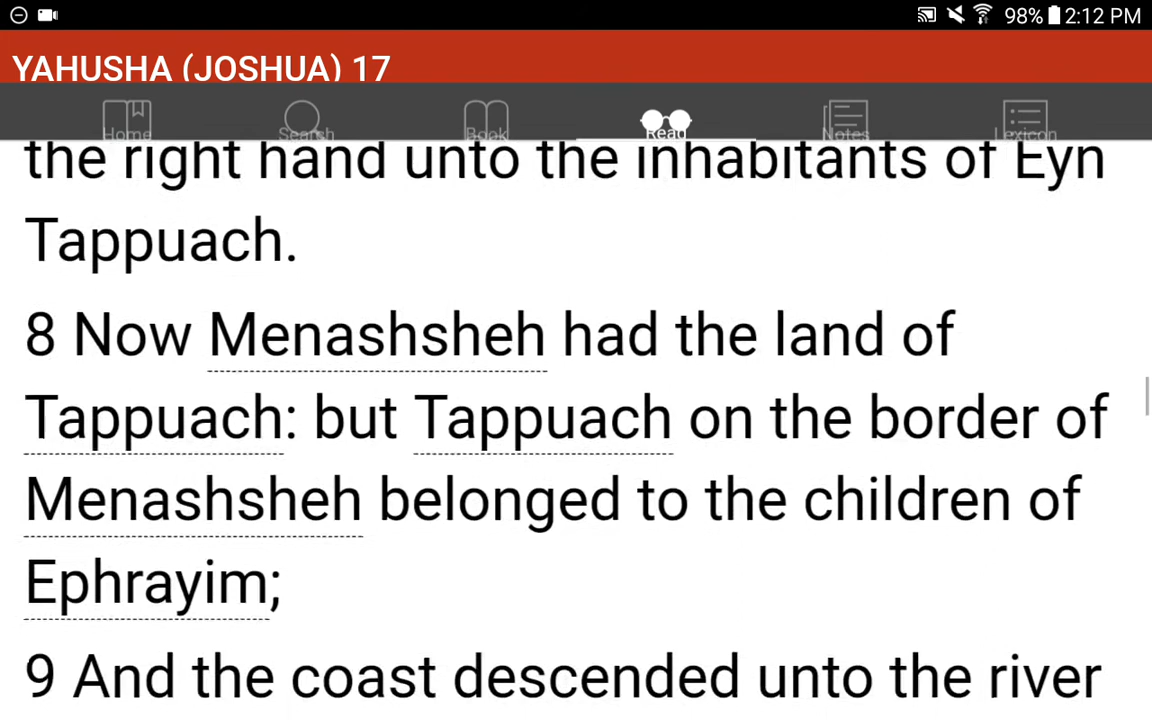 98% 2:12 PM
YAHUSHA (JOSHUA) 17
Home Search Book Read Notes Lexicon
the right hand unto the inhabitants of Eyn
Tappuach.
8 Now Menashsheh had the land of
Tappuach: but Tappuach on the border of
Menashsheh belonged to the children of
Ephrayim;
9 And the coast descended unto the river